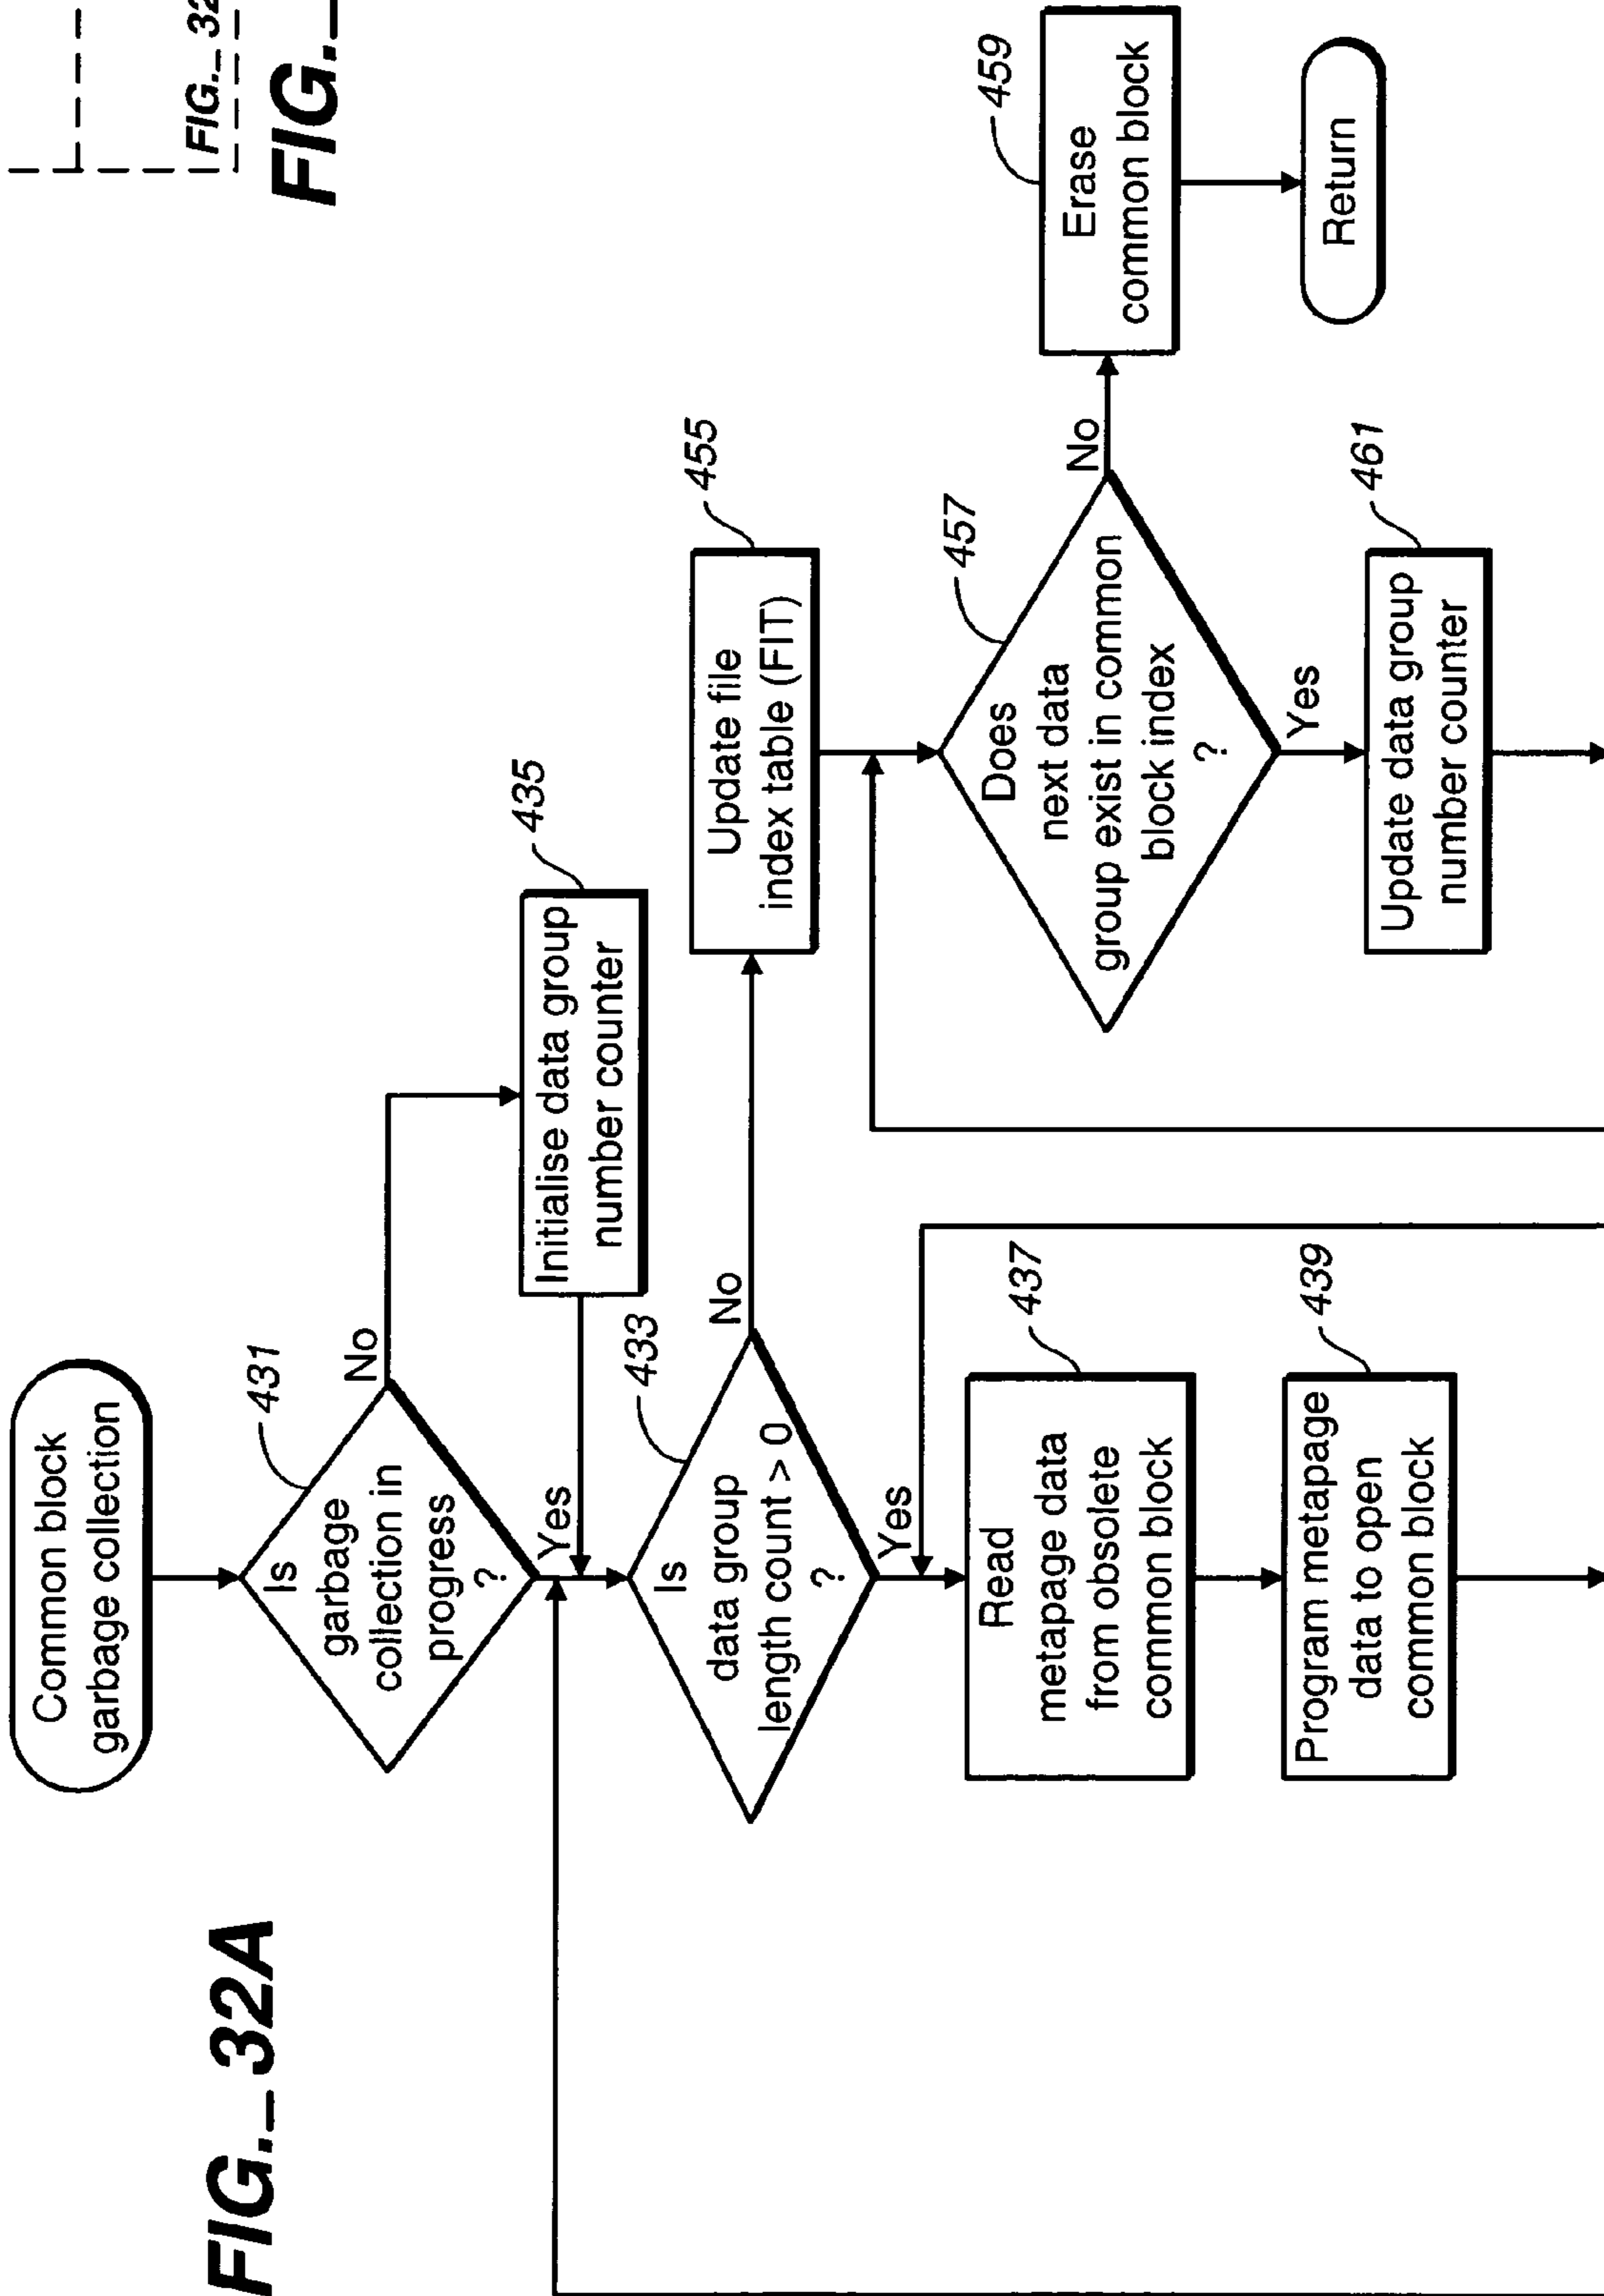 FIG._32A
FIG._32
FIG._
Common block
garbage collection
431
Is
garbage
collection in
progress
?
No
Yes
435
Initialise data group
number counter
433
Is
data group
length count > 0
?
No
Yes
437
Read
metapage data
from obsolete
common block
439
Program metapage
data to open
common block
455
Update file
index table (FIT)
457
Does
next data
group exist in common
block index
?
No
Yes
459
Erase
common block
Return
461
Update data group
number counter